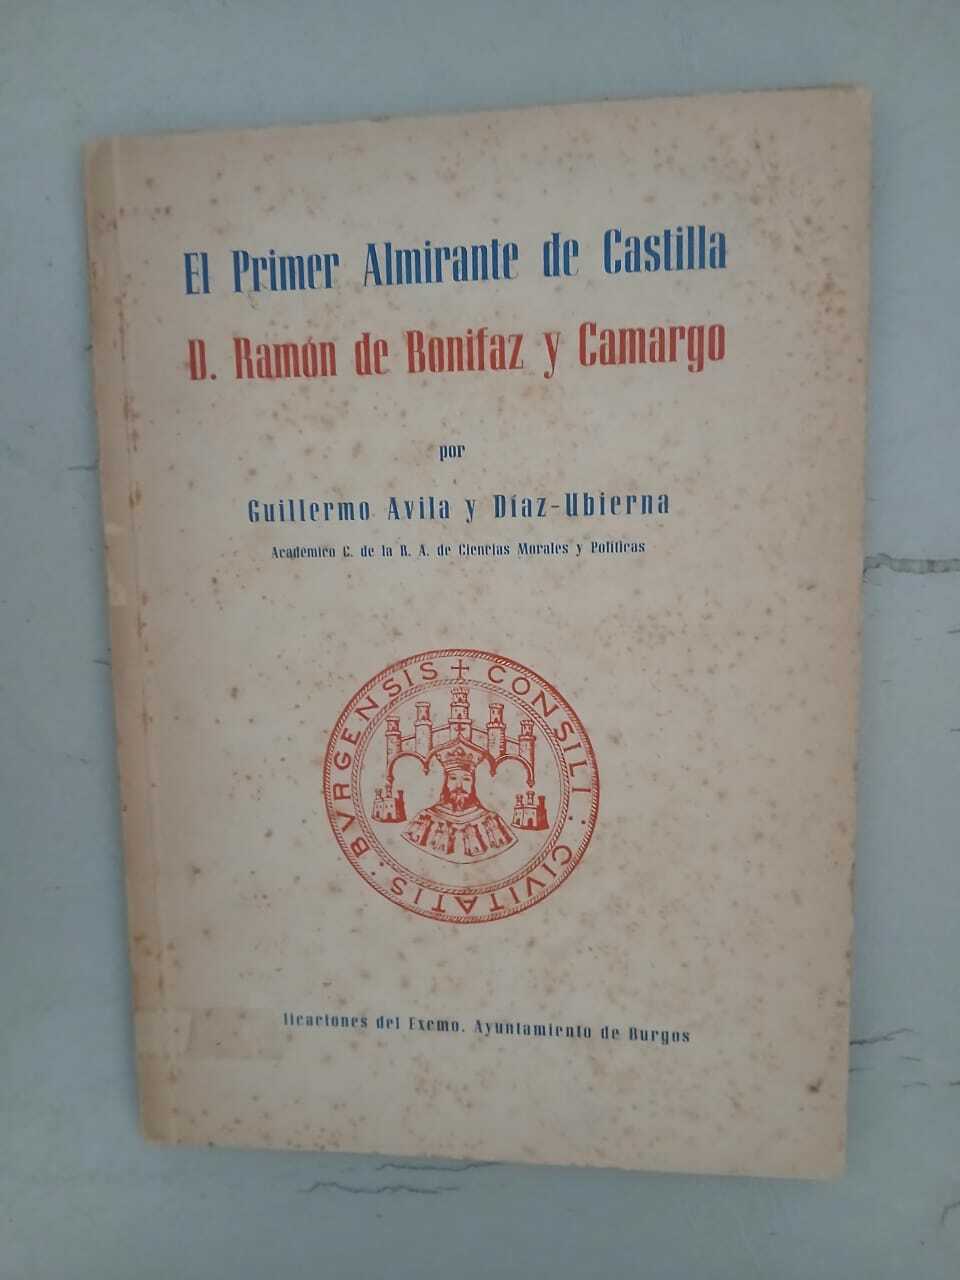 El Primer Almirante de Castilla
D. Ramón de Bonifaz y Camargo
por
Guillermo Avila y Díaz-Ubierna
Académico C. de la R. A. de Ciencias Morales y Políticas
BVRGENSIS + CONSILI : CIVITATIS :
licaciones del Excmo. Ayuntamiento de Burgos